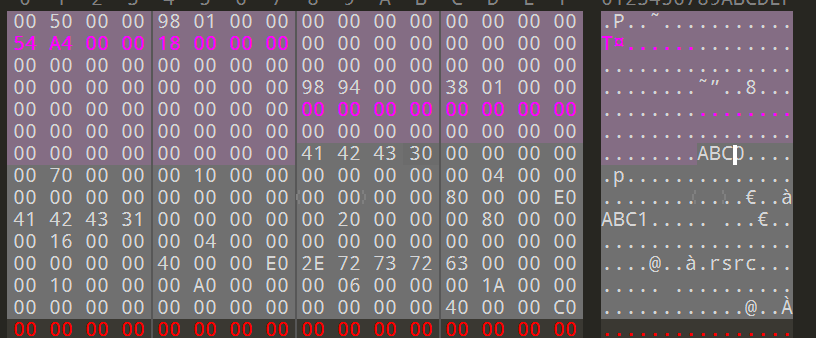 00 50 00 00 98 01 00 00 00 00 00 00 00 00 00 00 .P..˜...........
54 A4 00 00 18 00 00 00 00 00 00 00 00 00 00 00 T¤..............
00 00 00 00 00 00 00 00 00 00 00 00 00 00 00 00 ................
00 00 00 00 00 00 00 00 98 94 00 00 38 01 00 00 ........˜”..8...
00 00 00 00 00 00 00 00 00 00 00 00 00 00 00 00 ................
00 00 00 00 00 00 00 00 00 00 00 00 00 00 00 00 ................
00 00 00 00 00 00 00 00 41 42 43 30 00 00 00 00 ........ABC0....
00 70 00 00 00 10 00 00 00 00 00 00 00 04 00 00 .p..............
00 00 00 00 00 00 00 00 00 00 00 00 80 00 00 E0 ............€..à
41 42 43 31 00 00 00 00 00 20 00 00 00 80 00 00 ABC1..... ...€..
00 16 00 00 00 04 00 00 00 00 00 00 00 00 00 00 ................
00 00 00 00 40 00 00 E0 2E 72 73 72 63 00 00 00 ....@..à.rsrc...
00 10 00 00 00 A0 00 00 00 06 00 00 00 1A 00 00 ................
00 00 00 00 00 00 00 00 00 00 00 00 40 00 00 C0 ............@..À
00 00 00 00 00 00 00 00 00 00 00 00 00 00 00 00 ................